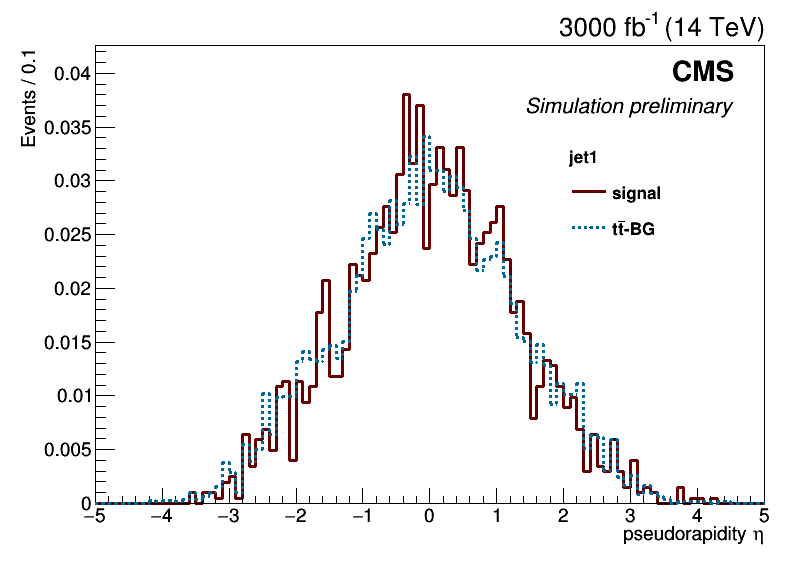 3000 fb⁻¹ (14 TeV)
CMS
Simulation preliminary
jet1
signal
tt̄-BG
Events / 0.1
0.04
0.035
0.03
0.025
0.02
0.015
0.01
0.005
0
−5 −4 −3 −2 −1 0 1 2 3 4 5
pseudorapidity η